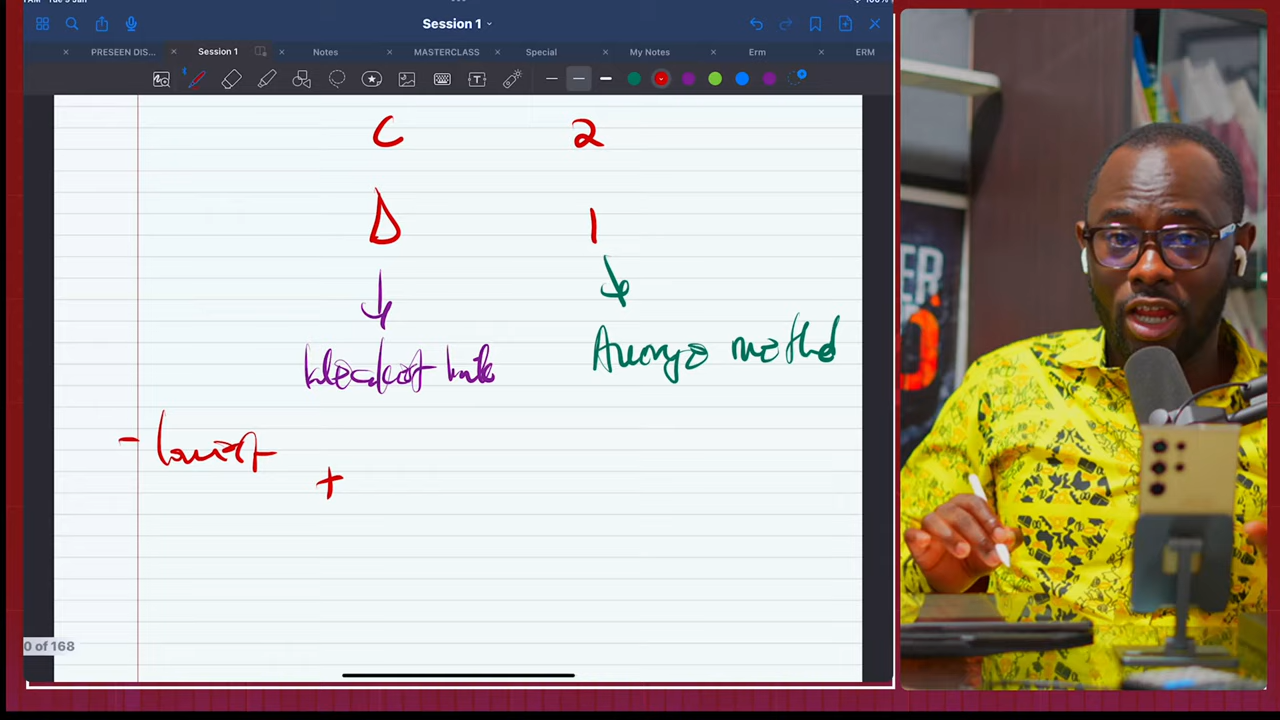 Session 1
PRESEEN DIS... Session 1 Notes MASTERCLASS Special My Notes Erm ERM
C 2
D 1
method
- lowest
+
0 of 168